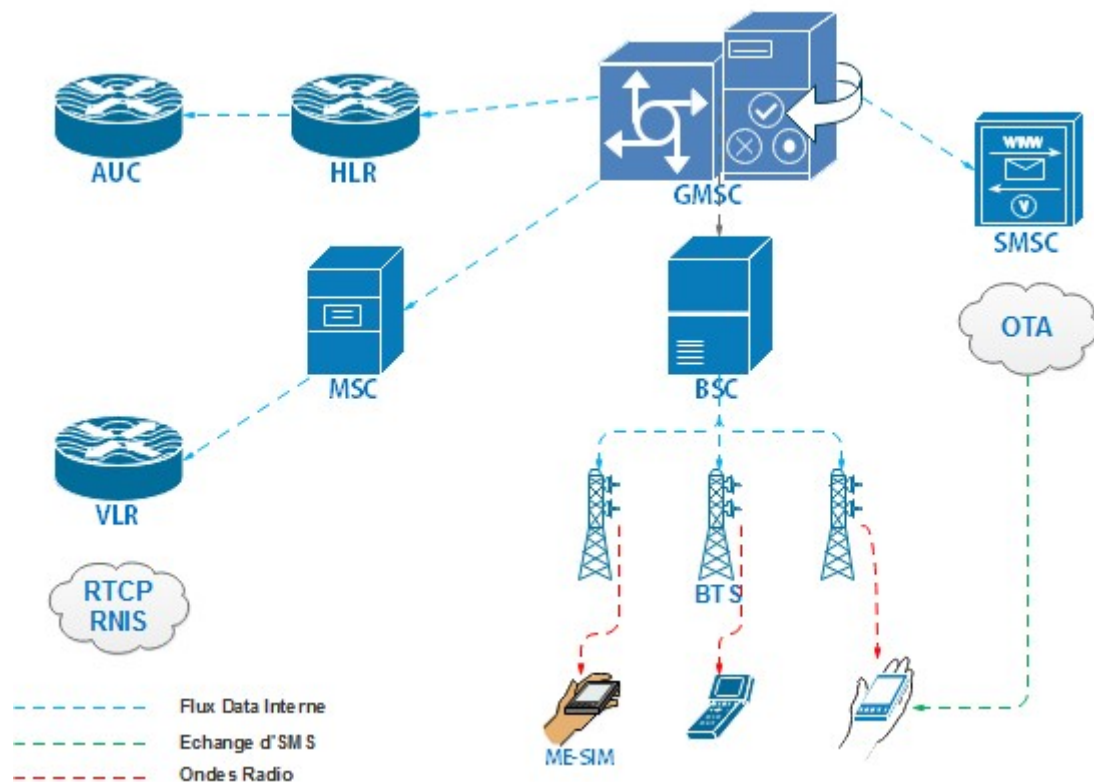 GMSC
AUC
HLR
WMW
V
SMSC
MSC
BSC
OTA
VLR
BTS
RTCP
RNIS
ME-SIM
Flux Data Interne
Echange d"SMS
Ondes Radio